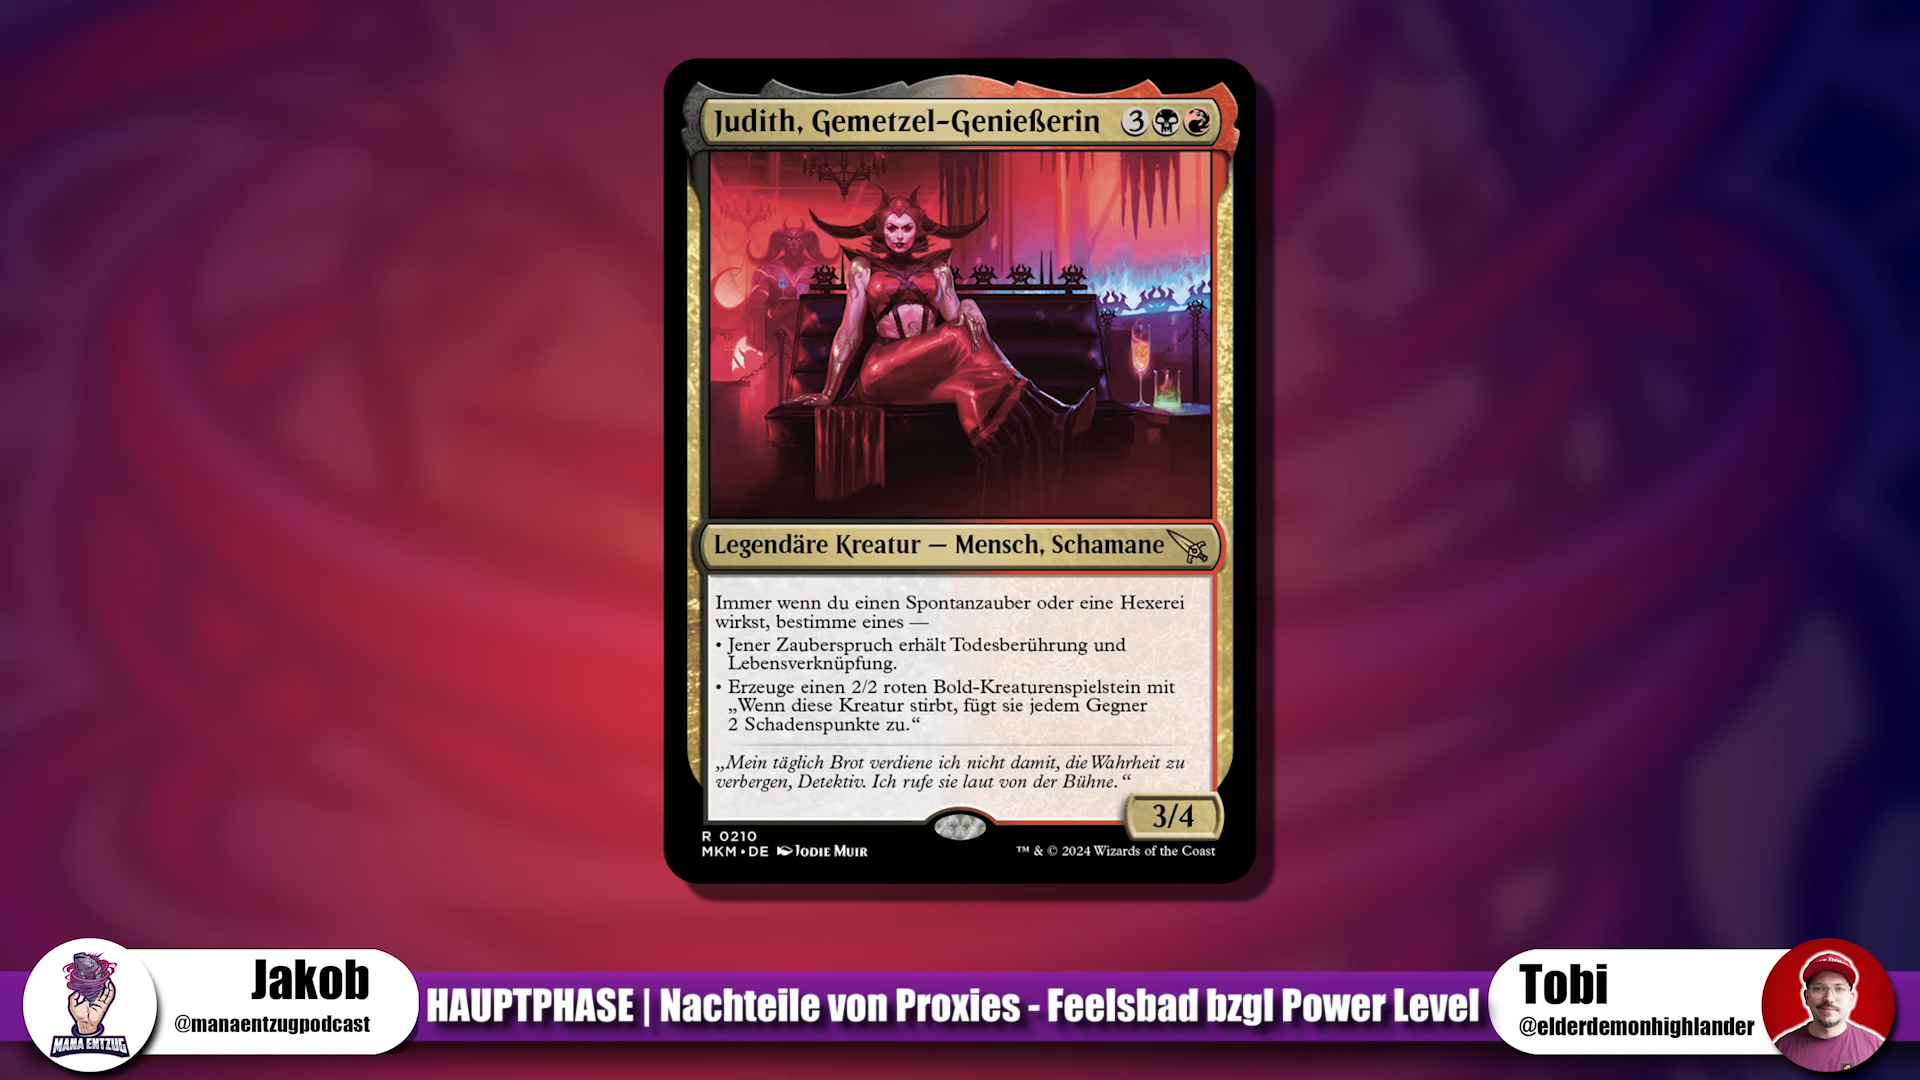 Judith, Gemetzel-Genießerin 3
Legendäre Kreatur — Mensch, Schamane
Immer wenn du einen Spontanzauber oder eine Hexerei
wirkst, bestimme eines —
• Jener Zauberspruch erhält Todesberührung und
Lebensverknüpfung.
• Erzeuge einen 2/2 roten Bold-Kreaturenspielstein mit
„Wenn diese Kreatur stirbt, fügt sie jedem Gegner
2 Schadenspunkte zu.“
„Mein täglich Brot verdiene ich nicht damit, die Wahrheit zu
verbergen, Detektiv. Ich rufe sie laut von der Bühne.“
3/4
R 0210
MKM • DE Jodie Muir
™ & © 2024 Wizards of the Coast
MANA ENTZUG
Jakob
@manaentzugpodcast
HAUPTPHASE | Nachteile von Proxies - Feelsbad bzgl Power Level
Tobi
@elderdemonhighlander